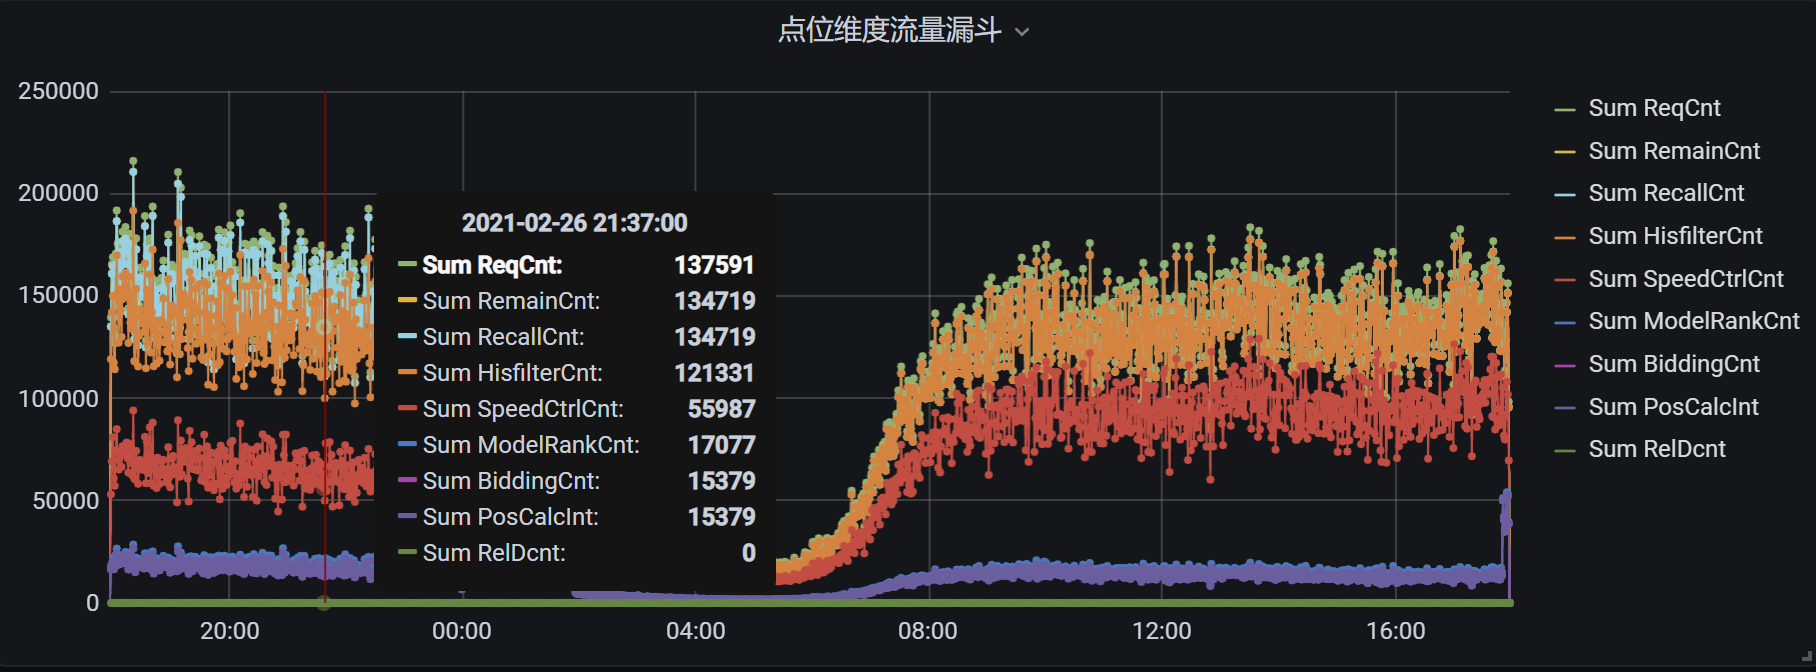 点位维度流量漏斗
250000
200000
150000
100000
50000
0
20:00
00:00
04:00
08:00
12:00
16:00
2021-02-26 21:37:00
Sum ReqCnt: 137591
Sum RemainCnt: 134719
Sum RecallCnt: 134719
Sum HisfilterCnt: 121331
Sum SpeedCtrlCnt: 55987
Sum ModelRankCnt: 17077
Sum BiddingCnt: 15379
Sum PosCalcInt: 15379
Sum RelDcnt: 0
Sum ReqCnt
Sum RemainCnt
Sum RecallCnt
Sum HisfilterCnt
Sum SpeedCtrlCnt
Sum ModelRankCnt
Sum BiddingCnt
Sum PosCalcInt
Sum RelDcnt